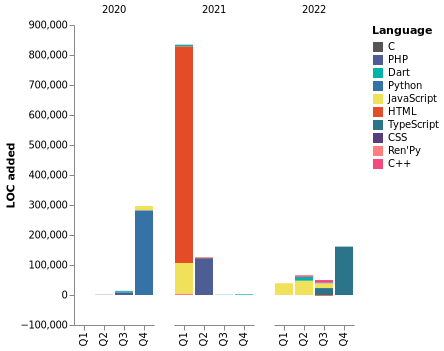 2020 2021 2022
Language
C
PHP
Dart
Python
JavaScript
HTML
TypeScript
CSS
Ren'Py
C++
LOC added
900,000
800,000
700,000
600,000
500,000
400,000
300,000
200,000
100,000
0
−100,000
Q1 Q2 Q3 Q4 Q1 Q2 Q3 Q4 Q1 Q2 Q3 Q4